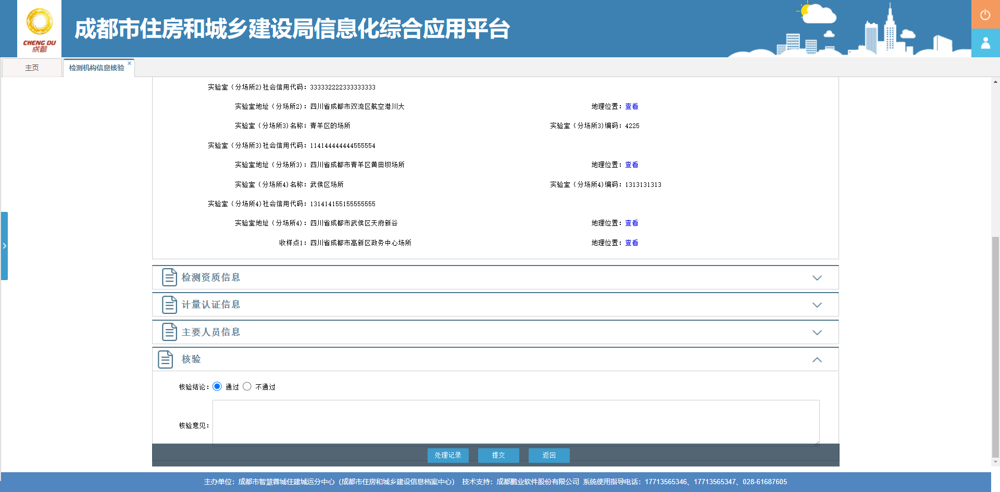 CHENG DU
成都
成都市住房和城乡建设局信息化综合应用平台
主页
检测机构信息核验
实验室（分场所2)社会信用代码：333332222333333333
实验室地址（分场所2)：四川省成都市双流区航空港川大 地理位置：查看
实验室（分场所3)名称：青羊区的场所 实验室（分场所3)编码：4225
实验室（分场所3)社会信用代码：114144444444555554
实验室地址（分场所3)：四川省成都市青羊区黄田坝场所 地理位置：查看
实验室（分场所4)名称：武侯区场所 实验室（分场所4)编码：1313131313
实验室（分场所4)社会信用代码：131414155155555555
实验室地址（分场所4)：四川省成都市武侯区天府新谷 地理位置：查看
收样点1：四川省成都市高新区政务中心场所 地理位置：查看
检测资质信息
计量认证信息
主要人员信息
核验
核验结论：通过 不通过
核验意见：
处理记录 提交 返回
主办单位：成都市智慧蓉城住建城运分中心（成都市住房和城乡建设信息档案中心） 技术支持：成都鹏业软件股份有限公司 系统使用指导电话：17713565346、17713565347、028-61687605